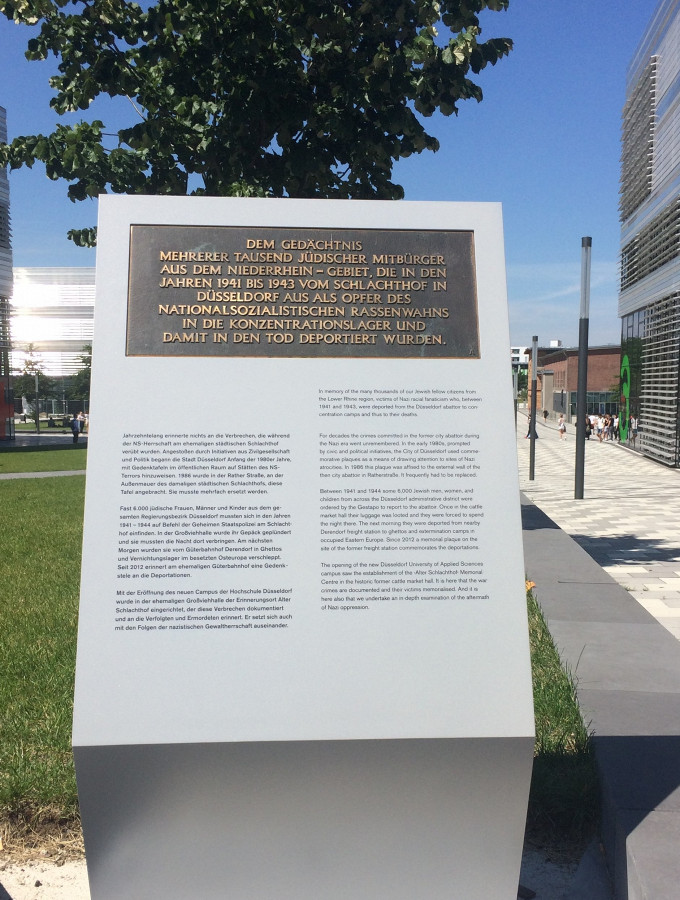 DEM GEDÄCHTNIS
MEHRERER TAUSEND JÜDISCHER MITBÜRGER
AUS DEM NIEDERRHEIN-GEBIET, DIE IN DEN
JAHREN 1941 BIS 1943 VOM SCHLACHTHOF IN
DÜSSELDORF AUS ALS OPFER DES
NATIONALSOZIALISTISCHEN RASSENWAHNS
IN DIE KONZENTRATIONSLAGER UND
DAMIT IN DEN TOD DEPORTIERT WURDEN.
Jahrzehntelang erinnerte nichts an die Verbrechen, die während
der NS-Herrschaft am ehemaligen städtischen Schlachthof
verübt wurden. Angestoßen durch Initiativen aus Zivilgesellschaft
und Politik begann die Stadt Düsseldorf Anfang der 1980er Jahre,
mit Gedenktafeln im öffentlichen Raum auf Stätten des NS-
Terrors hinzuweisen. 1986 wurde in der Rather Straße, an der
Außenmauer des damaligen städtischen Schlachthofs, diese
Tafel angebracht. Sie musste mehrfach ersetzt werden.
Fast 6.000 jüdische Frauen, Männer und Kinder aus dem ge-
samten Regierungsbezirk Düsseldorf mussten sich in den Jahren
1941 – 1944 auf Befehl der Geheimen Staatspolizei am Schlacht-
hof einfinden. In der Großviehhalle wurde ihr Gepäck geplündert
und sie mussten die Nacht dort verbringen. Am nächsten
Morgen wurden sie vom Güterbahnhof Derendorf in Ghettos
und Vernichtungslager im besetzten Osteuropa verschleppt.
Seit 2012 erinnert am ehemaligen Güterbahnhof eine Gedenk-
stele an die Deportationen.
Mit der Eröffnung des neuen Campus der Hochschule Düsseldorf
wurde in der ehemaligen Großviehhalle der Erinnerungsort Alter
Schlachthof eingerichtet, der diese Verbrechen dokumentiert
und an die Verfolgten und Ermordeten erinnert. Er setzt sich auch
mit den Folgen der nazistischen Gewaltherrschaft auseinander.
In memory of the many thousands of our Jewish fellow citizens from
the Lower Rhine region, victims of Nazi racial fanaticism who, between
1941 and 1943, were deported from the Düsseldorf abattoir to con-
centration camps and thus to their deaths.
For decades the crimes committed in the former city abattoir during
the Nazi era went unremembered. In the early 1980s, prompted
by civic and political initiatives, the City of Düsseldorf used comme-
morative plaques as a means of drawing attention to sites of Nazi
atrocities. In 1986 this plaque was affixed to the external wall of the
then city abattoir in Ratherstraße. It frequently had to be replaced.
Between 1941 and 1944 some 6,000 Jewish men, women, and
children from across the Düsseldorf administrative district were
ordered by the Gestapo to report to the abattoir. Once in the cattle
market hall their luggage was looted and they were forced to spend
the night there. The next morning they were deported from nearby
Derendorf freight station to ghettos and extermination camps in
occupied Eastern Europe. Since 2012 a memorial plaque on the
site of the former freight station commemorates the deportations.
The opening of the new Düsseldorf University of Applied Sciences
campus saw the establishment of the ›Alter Schlachthof‹ Memorial
Centre in the historic former cattle market hall. It is here that the war
crimes are documented and their victims memorialised. And it is
here also that we undertake an in-depth examination of the aftermath
of Nazi oppression.